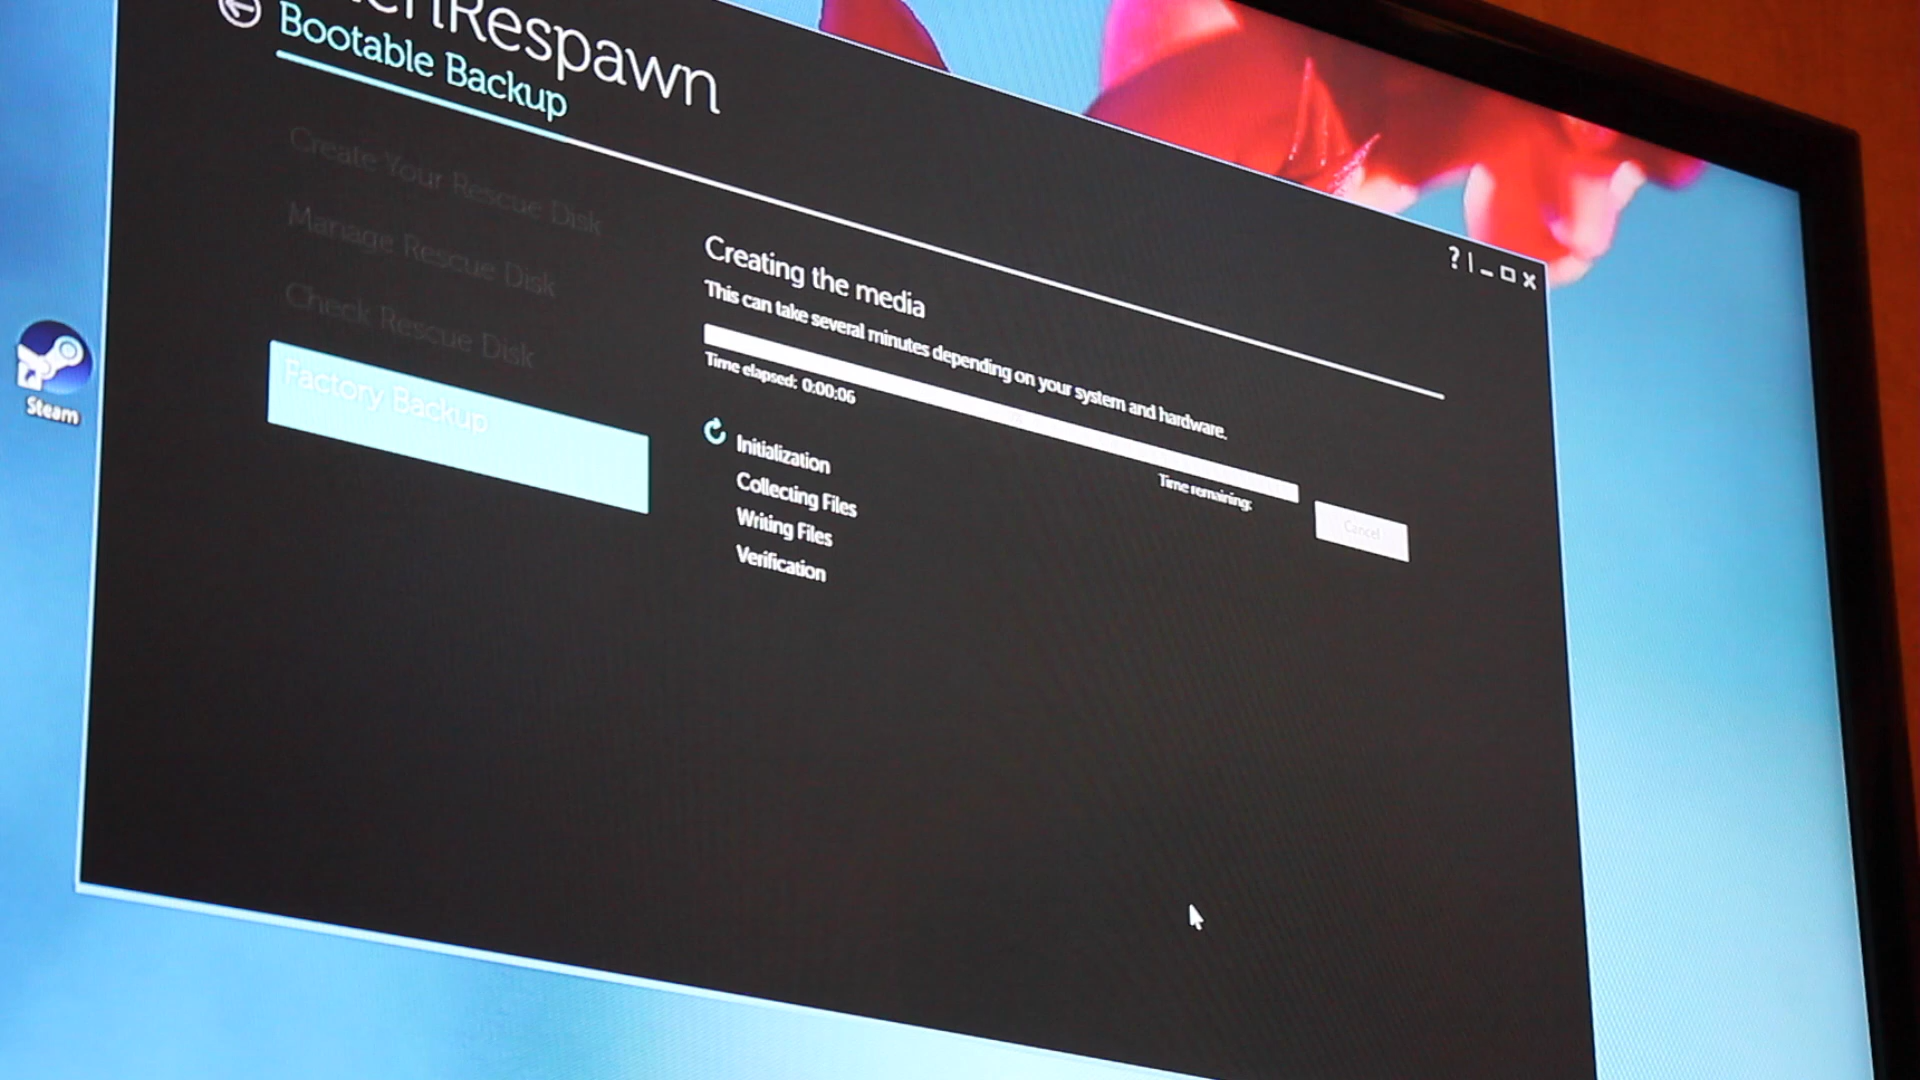 enRespawn
Bootable Backup
Create Your Rescue Disk
Manage Rescue Disk
Check Rescue Disk
Factory Backup
Creating the media
This can take several minutes depending on your system and hardware.
Time elapsed: 0:00:06
Time remaining:
Cancel
Initialization
Collecting Files
Writing Files
Verification
?
Steam